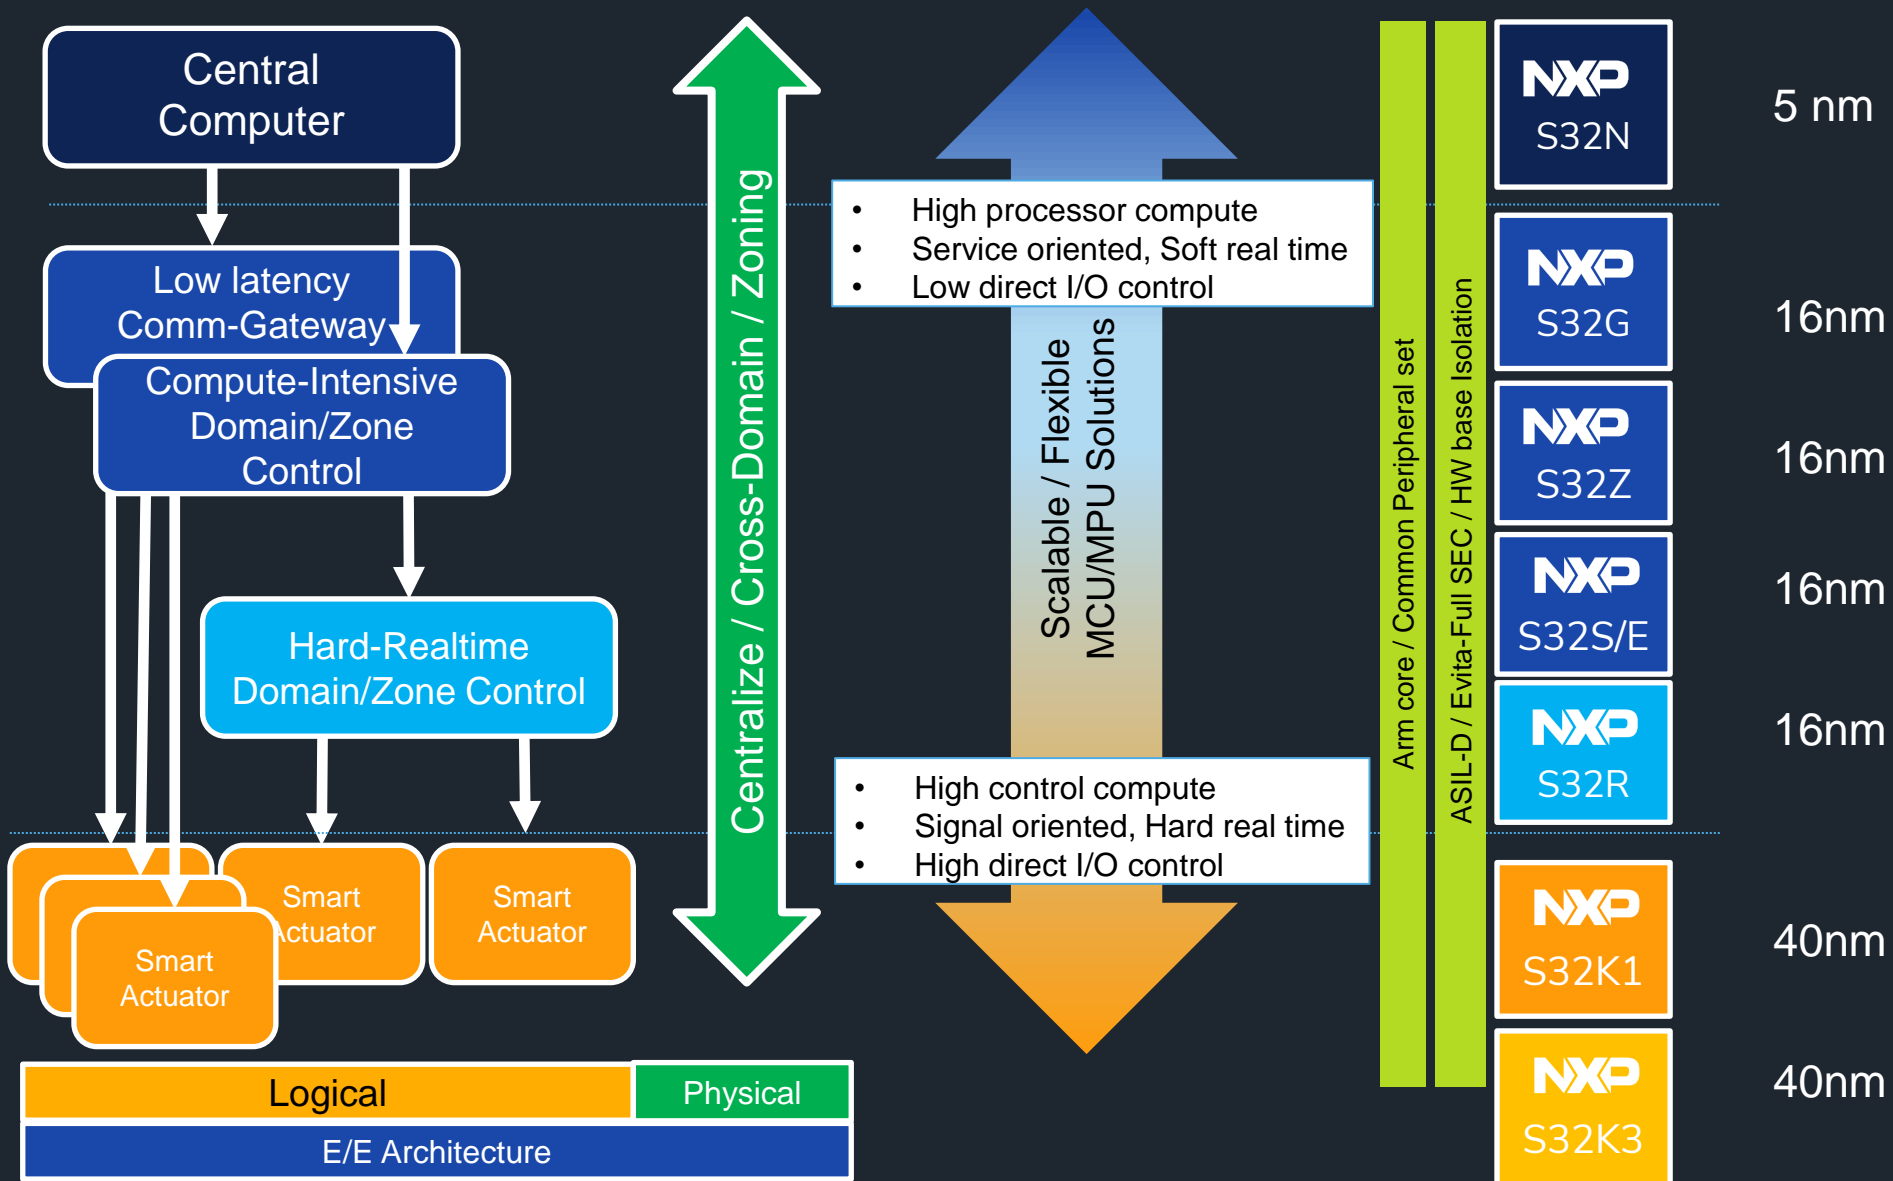 Central
Computer
Low latency
Comm-Gateway
Compute-Intensive
Domain/Zone
Control
Hard-Realtime
Domain/Zone Control
Smart
Actuator
Smart
Actuator
Smart
Actuator
Logical
Physical
E/E Architecture
Centralize / Cross-Domain / Zoning
• High processor compute
• Service oriented, Soft real time
• Low direct I/O control
Scalable / Flexible
MCU/MPU Solutions
• High control compute
• Signal oriented, Hard real time
• High direct I/O control
Arm core / Common Peripheral set
ASIL-D / Evita-Full SEC / HW base Isolation
NXP
S32N
5 nm
NXP
S32G
16nm
NXP
S32Z
16nm
NXP
S32S/E
16nm
NXP
S32R
16nm
NXP
S32K1
40nm
NXP
S32K3
40nm